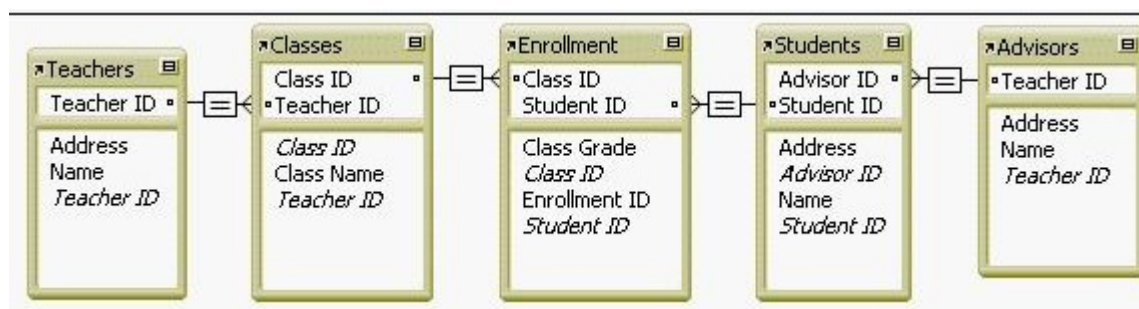 Teachers
Teacher ID
Address
Name
Teacher ID
Classes
Class ID
Teacher ID
Class ID
Class Name
Teacher ID
Enrollment
Class ID
Student ID
Class Grade
Class ID
Enrollment ID
Student ID
Students
Advisor ID
Student ID
Address
Advisor ID
Name
Student ID
Advisors
Teacher ID
Address
Name
Teacher ID